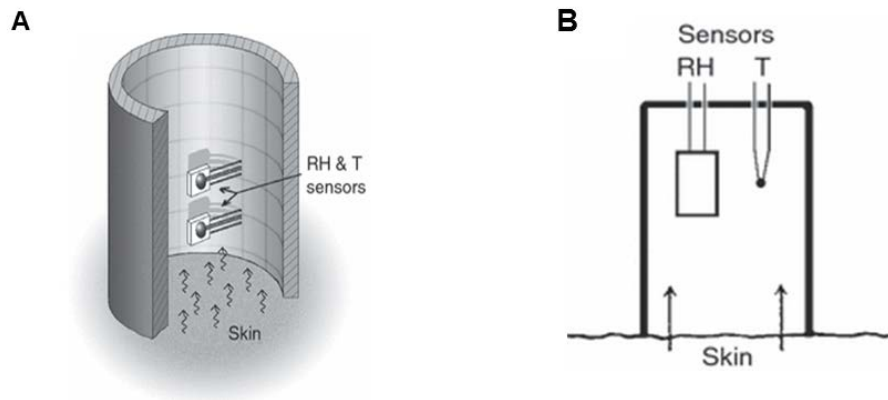 A
RH & T
sensors
Skin
B
Sensors
RH T
Skin